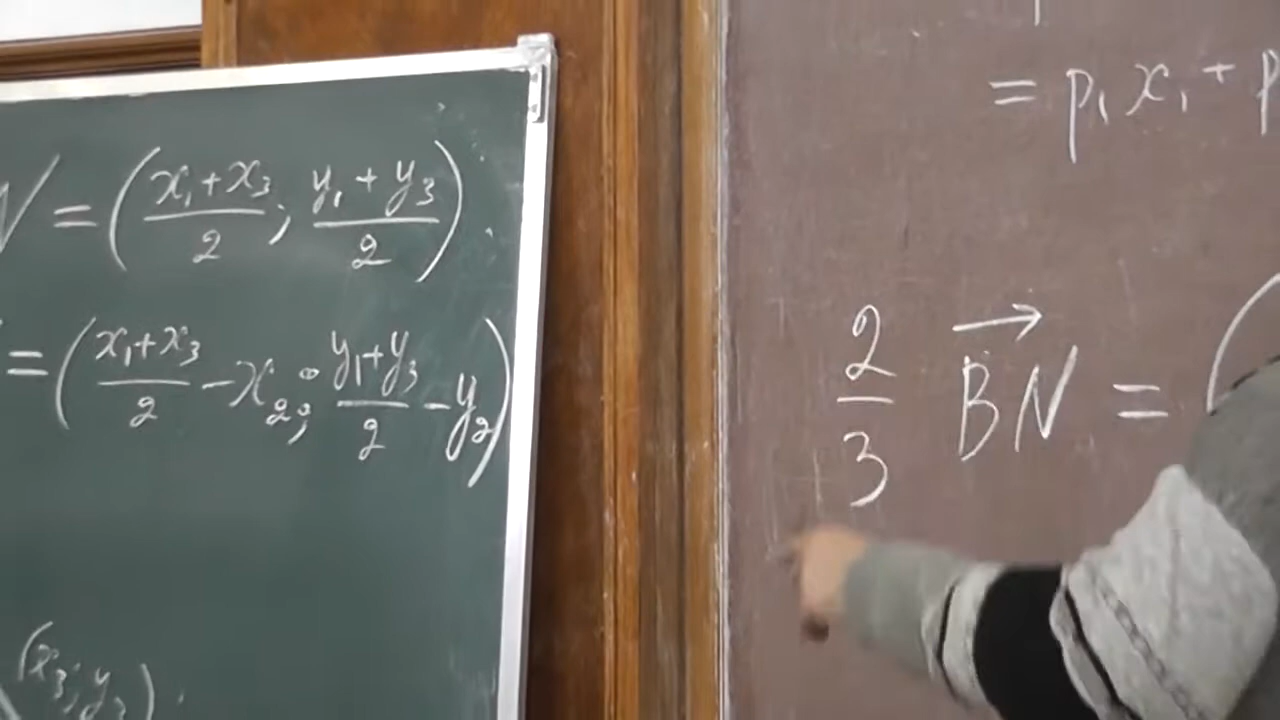 N = ( (x₁+x₃)/2 ; (y₁+y₃)/2 )
= ( (x₁+x₃)/2 - x₂ ; (y₁+y₃)/2 - y₂ )
(x₃; y₃)
= p₁x₁ + p
2/3 \overrightarrow{BN} = (